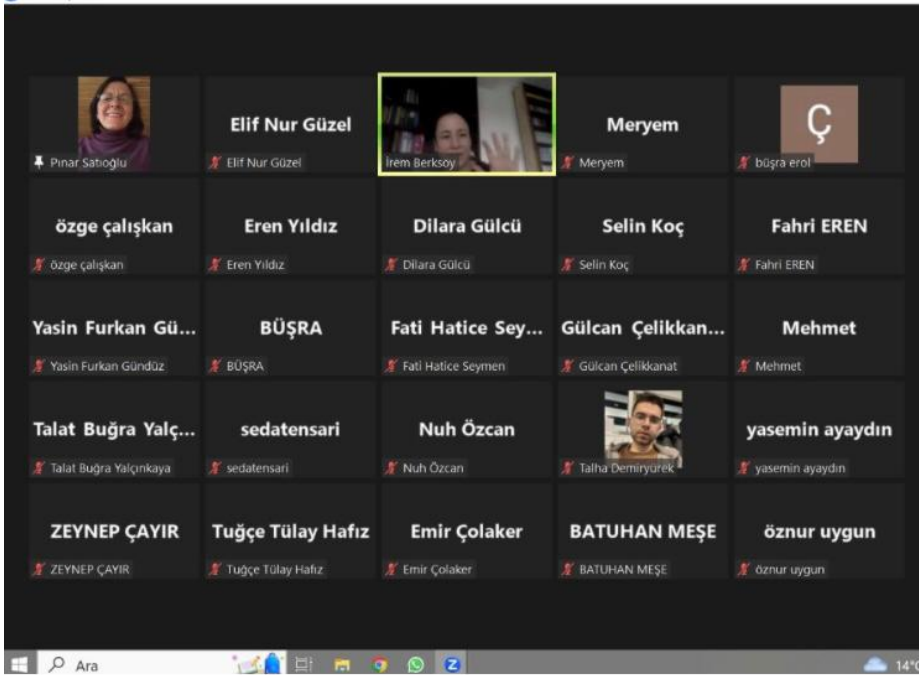 Pınar Satıoğlu
Elif Nur Güzel
Elif Nur Güzel
İrem Berksoy
Meryem
Meryem
Ç
büşra erol
özge çalışkan
özge çalışkan
Eren Yıldız
Eren Yıldız
Dilara Gülcü
Dilara Gülcü
Selin Koç
Selin Koç
Fahri EREN
Fahri EREN
Yasin Furkan Gü...
Yasin Furkan Gündüz
BÜŞRA
BÜŞRA
Fati Hatice Sey...
Fati Hatice Seymen
Gülcan Çelikkan...
Gülcan Çelikkanat
Mehmet
Mehmet
Talat Buğra Yalç...
Talat Buğra Yalçınkaya
sedatensari
sedatensari
Nuh Özcan
Nuh Özcan
Talha Demiryürek
yasemin ayaydın
yasemin ayaydın
ZEYNEP ÇAYIR
ZEYNEP ÇAYIR
Tuğçe Tülay Hafız
Tuğçe Tülay Hafız
Emir Çolaker
Emir Çolaker
BATUHAN MEŞE
BATUHAN MEŞE
öznur uygun
öznur uygun
Ara
14°C